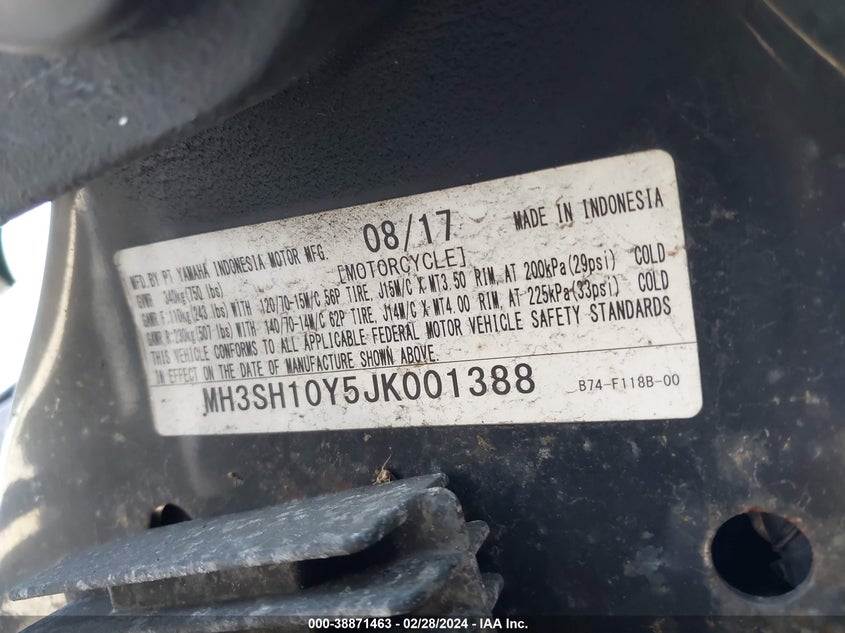 MFD. BY PT YAMAHA INDONESIA MOTOR MFG. 08/17 MADE IN INDONESIA
[MOTORCYCLE]
GWWR 340kg(750 lbs)
GAWR F:110kg(243 lbs) WITH 120/70-15M/C 56P TIRE, J15M/C X MT3.50 RIM, AT 200kPa(29psi) COLD
GAWR R:230kg(507 lbs) WITH 140/70-14M/C 62P TIRE, J14M/C X MT4.00 RIM, AT 225kPa(33psi) COLD
THIS VEHICLE CONFORMS TO ALL APPLICABLE FEDERAL MOTOR VEHICLE SAFETY STANDARDS
IN EFFECT ON THE DATE OF MANUFACTURE SHOWN ABOVE.
MH3SH10Y5JK001388 B74-F118B-00
000-38871463 - 02/28/2024 - IAA Inc.